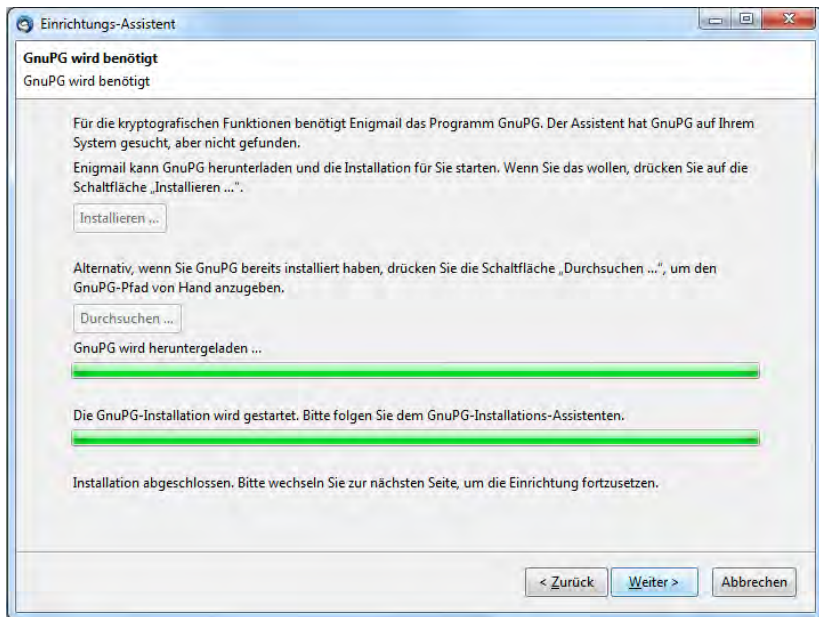 Einrichtungs-Assistent
GnuPG wird benötigt
GnuPG wird benötigt
Für die kryptografischen Funktionen benötigt Enigmail das Programm GnuPG. Der Assistent hat GnuPG auf Ihrem
System gesucht, aber nicht gefunden.
Enigmail kann GnuPG herunterladen und die Installation für Sie starten. Wenn Sie das wollen, drücken Sie auf die
Schaltfläche „Installieren ...“.
Installieren ...
Alternativ, wenn Sie GnuPG bereits installiert haben, drücken Sie die Schaltfläche „Durchsuchen ...“, um den
GnuPG-Pfad von Hand anzugeben.
Durchsuchen ...
GnuPG wird heruntergeladen ...
Die GnuPG-Installation wird gestartet. Bitte folgen Sie dem GnuPG-Installations-Assistenten.
Installation abgeschlossen. Bitte wechseln Sie zur nächsten Seite, um die Einrichtung fortzusetzen.
< Zurück Weiter > Abbrechen